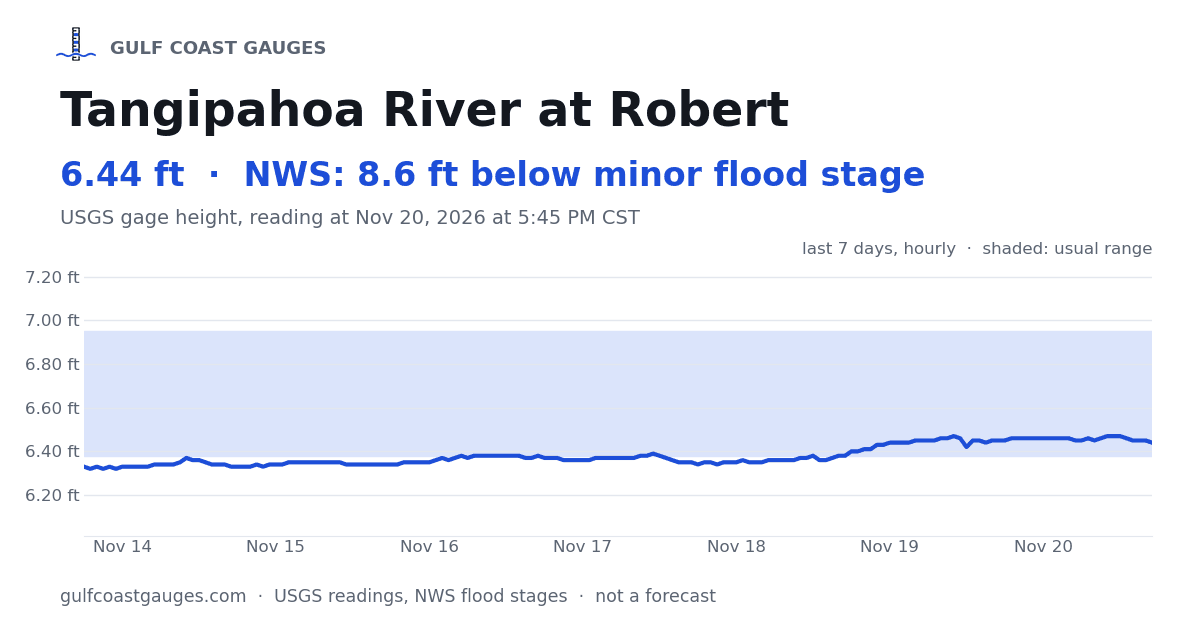 GULF COAST GAUGES
Tangipahoa River at Robert
6.44 ft · NWS: 8.6 ft below minor flood stage
USGS gage height, reading at Nov 20, 2026 at 5:45 PM CST
last 7 days, hourly · shaded: usual range
7.20 ft
7.00 ft
6.80 ft
6.60 ft
6.40 ft
6.20 ft
Nov 14 Nov 15 Nov 16 Nov 17 Nov 18 Nov 19 Nov 20
gulfcoastgauges.com · USGS readings, NWS flood stages · not a forecast